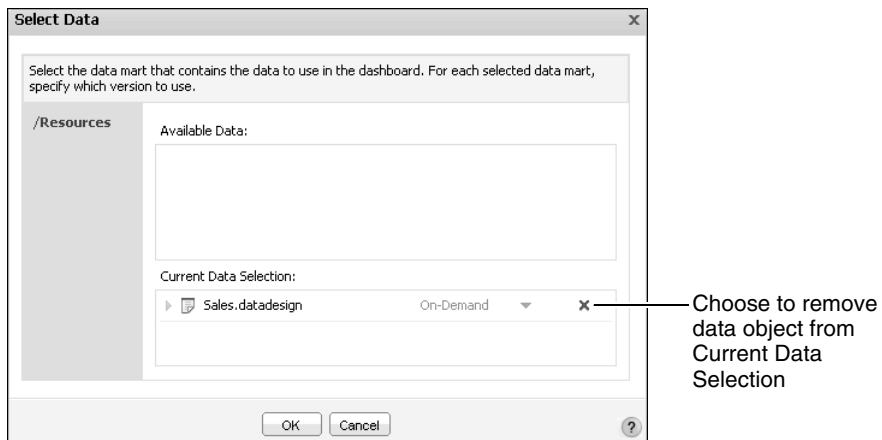 Select Data
x
Select the data mart that contains the data to use in the dashboard. For each selected data mart,
specify which version to use.
/Resources
Available Data:
Current Data Selection:
Sales.datadesign On-Demand
Choose to remove
data object from
Current Data
Selection
OK Cancel
?